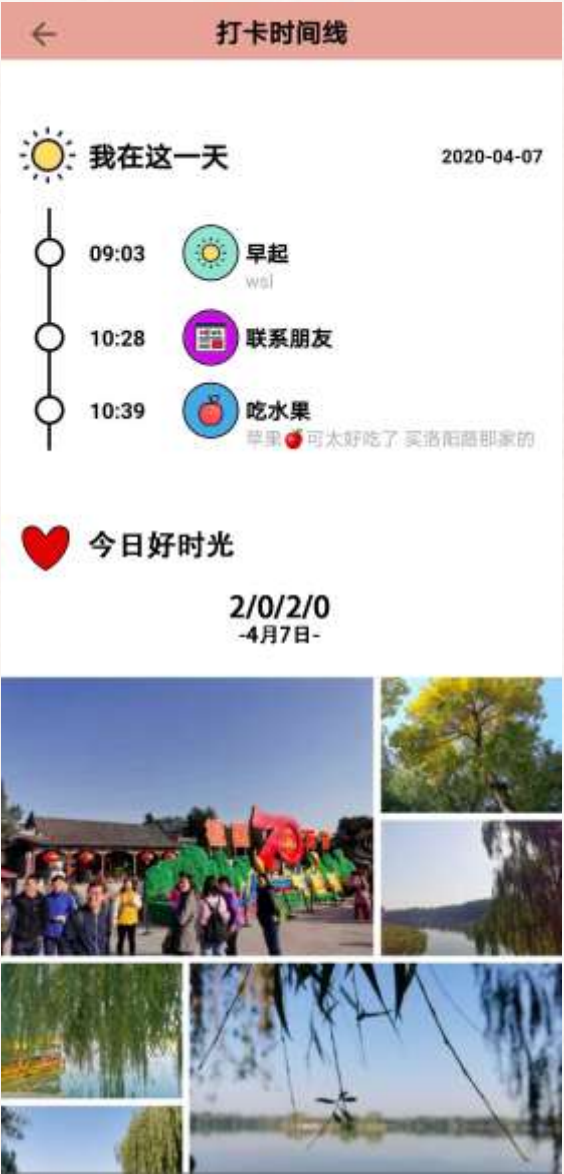 打卡时间线
我在这一天
2020-04-07
09:03
早起
wsl
10:28
联系朋友
10:39
吃水果
苹果🍎可太好吃了 买洛阳路那家的
今日好时光
2/0/2/0
-4月7日-
70